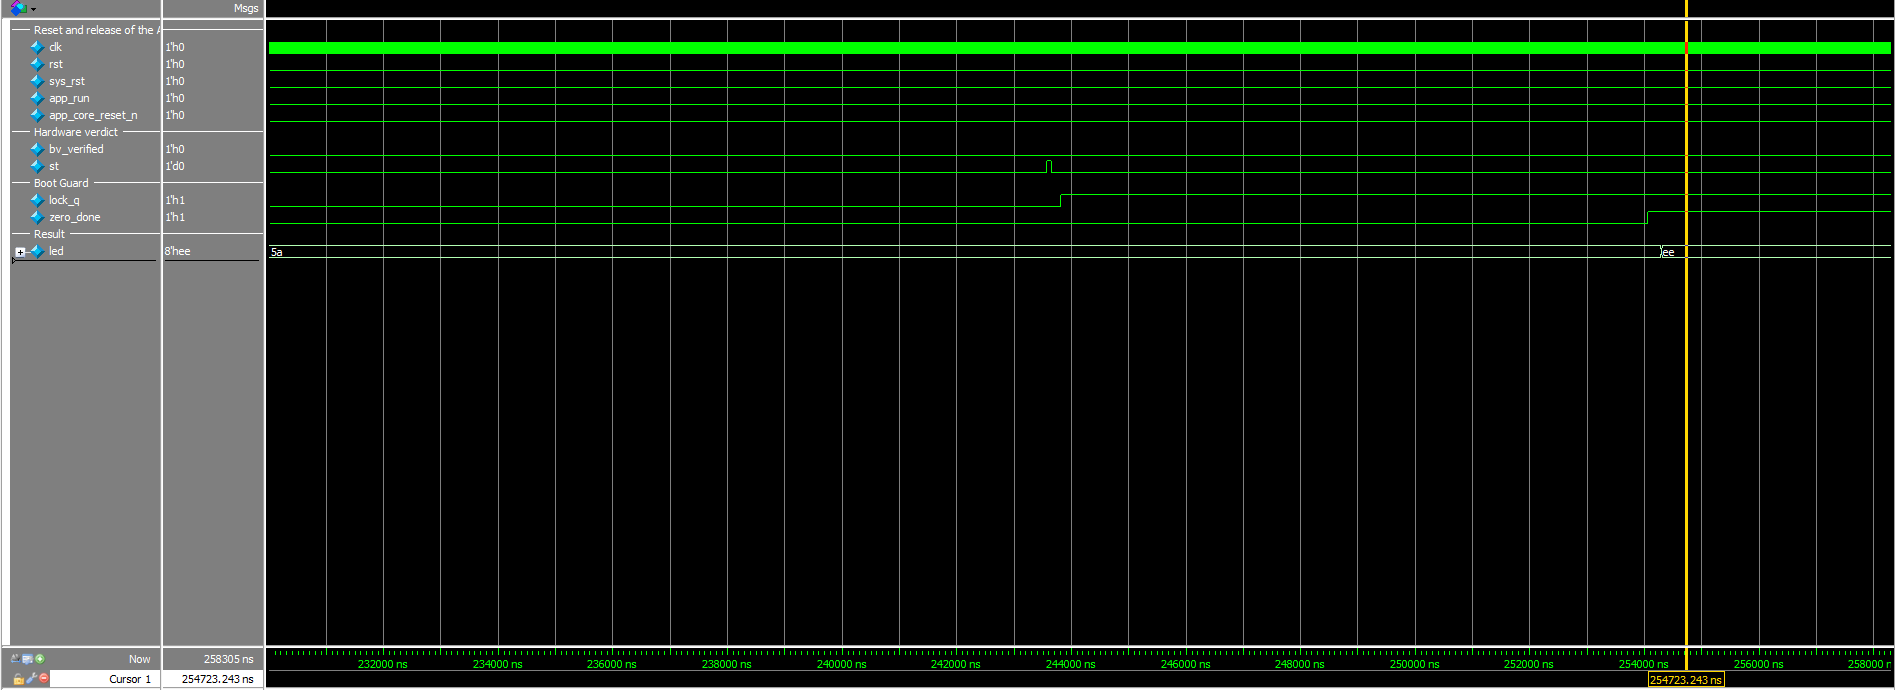 Msgs
Reset and release of the A
clk 1'h0
rst 1'h0
sys_rst 1'h0
app_run 1'h0
app_core_reset_n 1'h0
Hardware verdict
bv_verified 1'h0
st 1'd0
Boot Guard
lock_q 1'h1
zero_done 1'h1
Result
led 8'hee 5a ee
Now 258305 ns 232000 ns 234000 ns 236000 ns 238000 ns 240000 ns 242000 ns 244000 ns 246000 ns 248000 ns 250000 ns 252000 ns 254000 ns 256000 ns 258000 n
Cursor 1 254723.243 ns 254723.243 ns